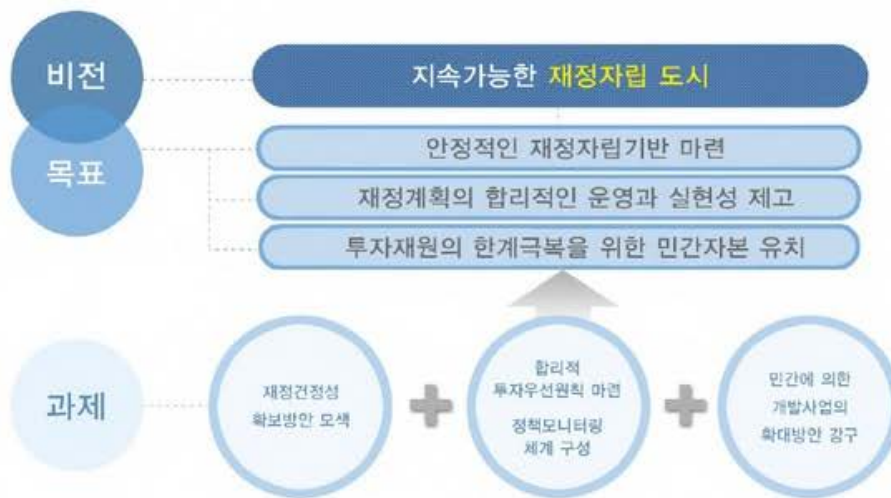 비전
지속가능한 재정자립 도시
목표
안정적인 재정자립기반 마련
재정계획의 합리적인 운영과 실현성 제고
투자재원의 한계극복을 위한 민간자본 유치
과제
재정건정성
확보방안 모색
합리적
투자우선원칙 마련
정책모니터링
체계 구성
민간에 의한
개발사업의
확대방안 강구